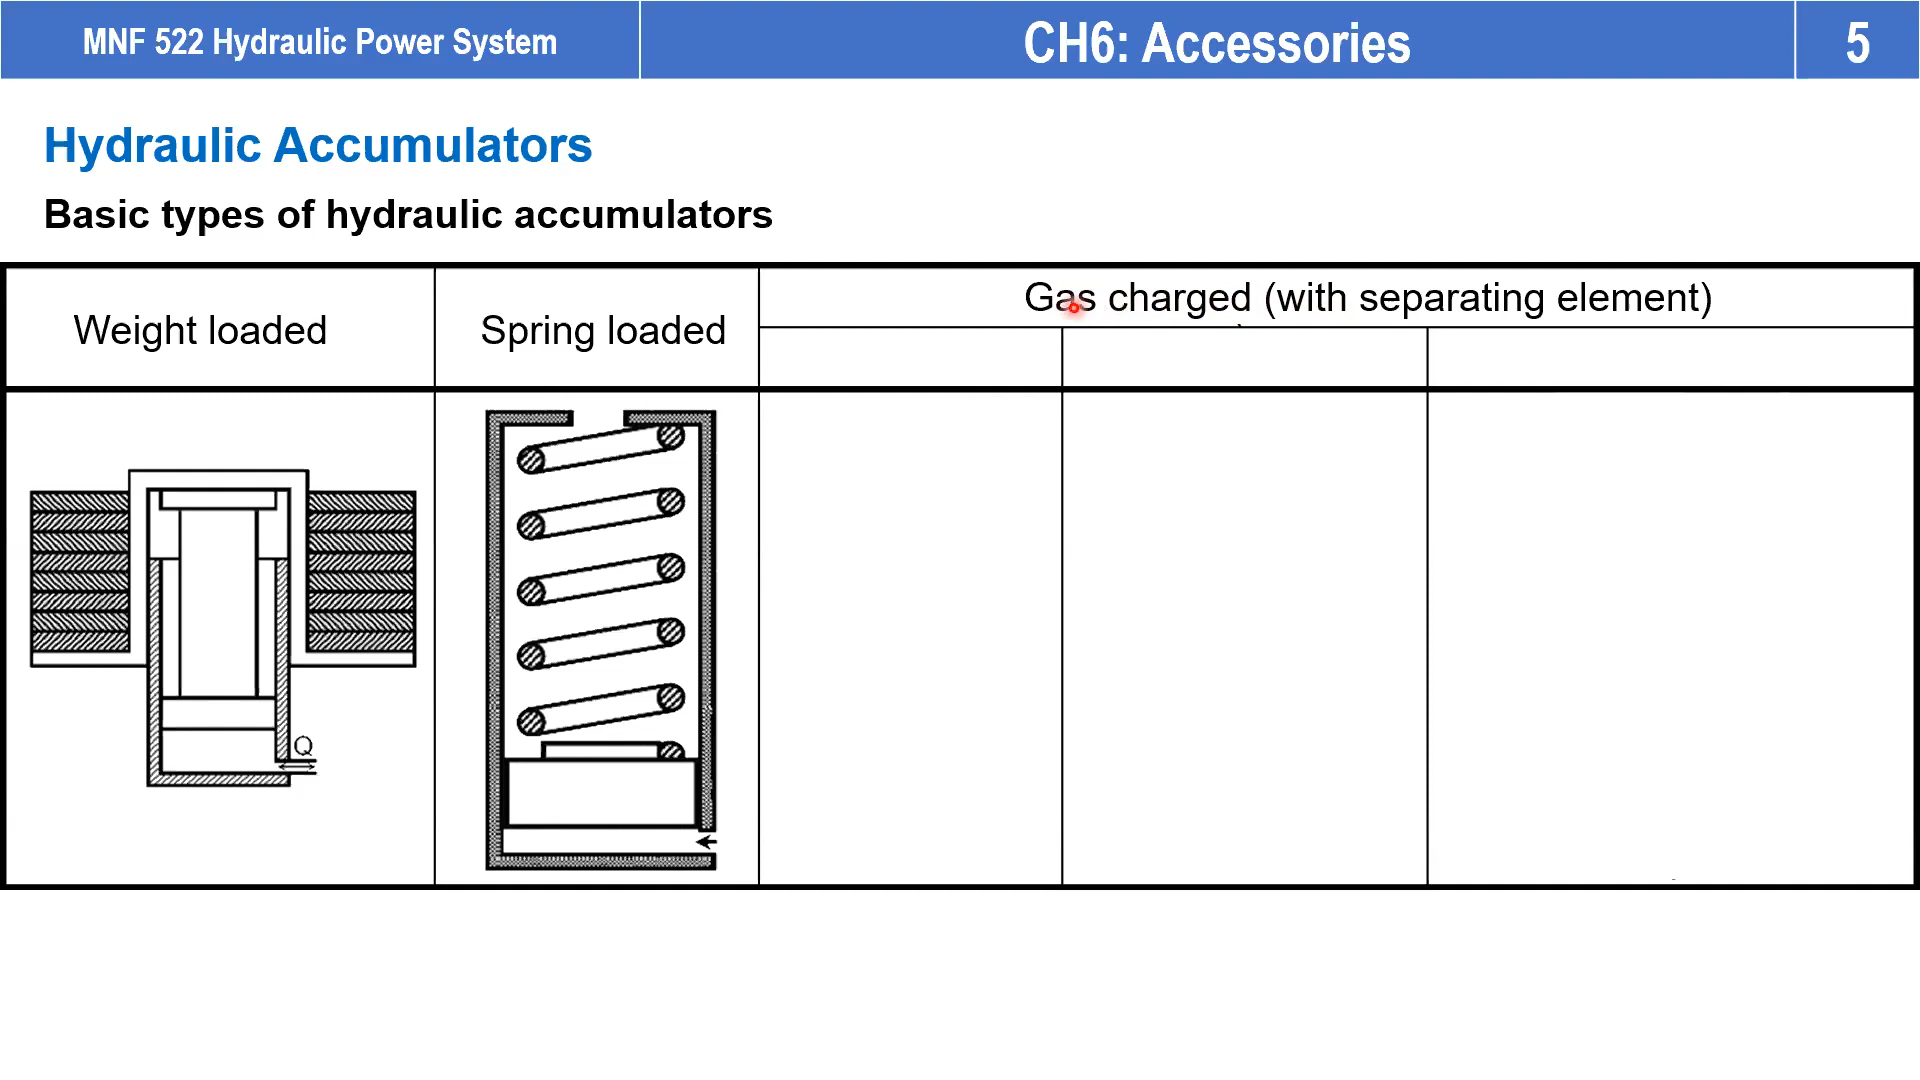 MNF 522 Hydraulic Power System
CH6: Accessories
5
Hydraulic Accumulators
Basic types of hydraulic accumulators
Weight loaded
Spring loaded
Gas charged (with separating element)
Q